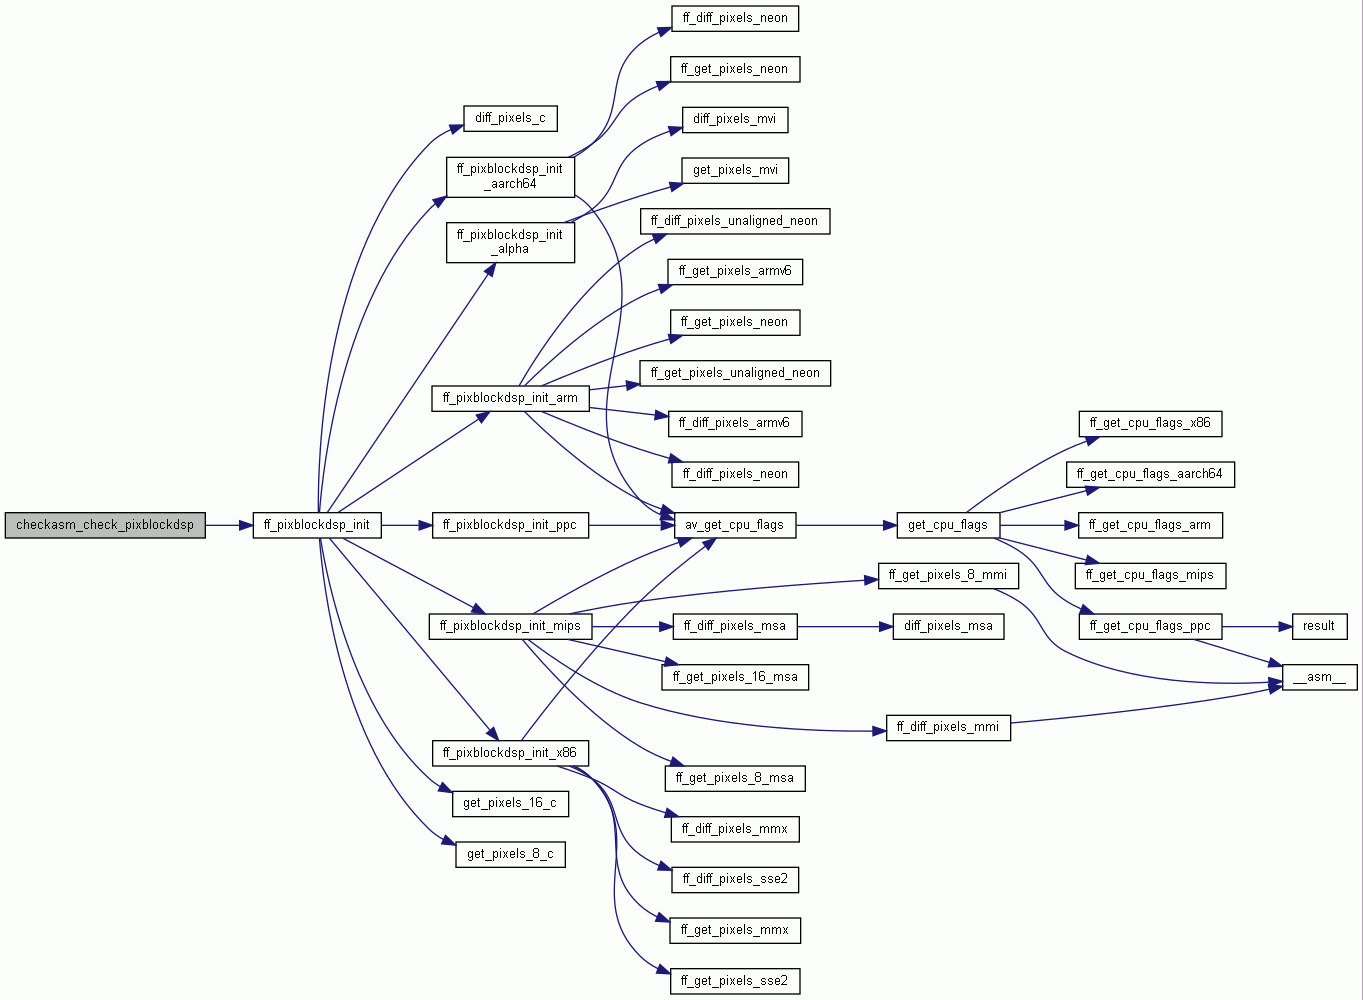 checkasm_check_pixblockdsp
ff_pixblockdsp_init
diff_pixels_c
ff_pixblockdsp_init
_aarch64
ff_pixblockdsp_init
_alpha
ff_pixblockdsp_init_arm
ff_pixblockdsp_init_ppc
ff_pixblockdsp_init_mips
ff_pixblockdsp_init_x86
get_pixels_16_c
get_pixels_8_c
ff_diff_pixels_neon
ff_get_pixels_neon
diff_pixels_mvi
get_pixels_mvi
ff_diff_pixels_unaligned_neon
ff_get_pixels_armv6
ff_get_pixels_neon
ff_get_pixels_unaligned_neon
ff_diff_pixels_armv6
ff_diff_pixels_neon
av_get_cpu_flags
ff_diff_pixels_msa
ff_get_pixels_16_msa
ff_get_pixels_8_msa
ff_diff_pixels_mmx
ff_diff_pixels_sse2
ff_get_pixels_mmx
ff_get_pixels_sse2
get_cpu_flags
ff_get_pixels_8_mmi
diff_pixels_msa
ff_diff_pixels_mmi
ff_get_cpu_flags_x86
ff_get_cpu_flags_aarch64
ff_get_cpu_flags_arm
ff_get_cpu_flags_mips
ff_get_cpu_flags_ppc
result
__asm__